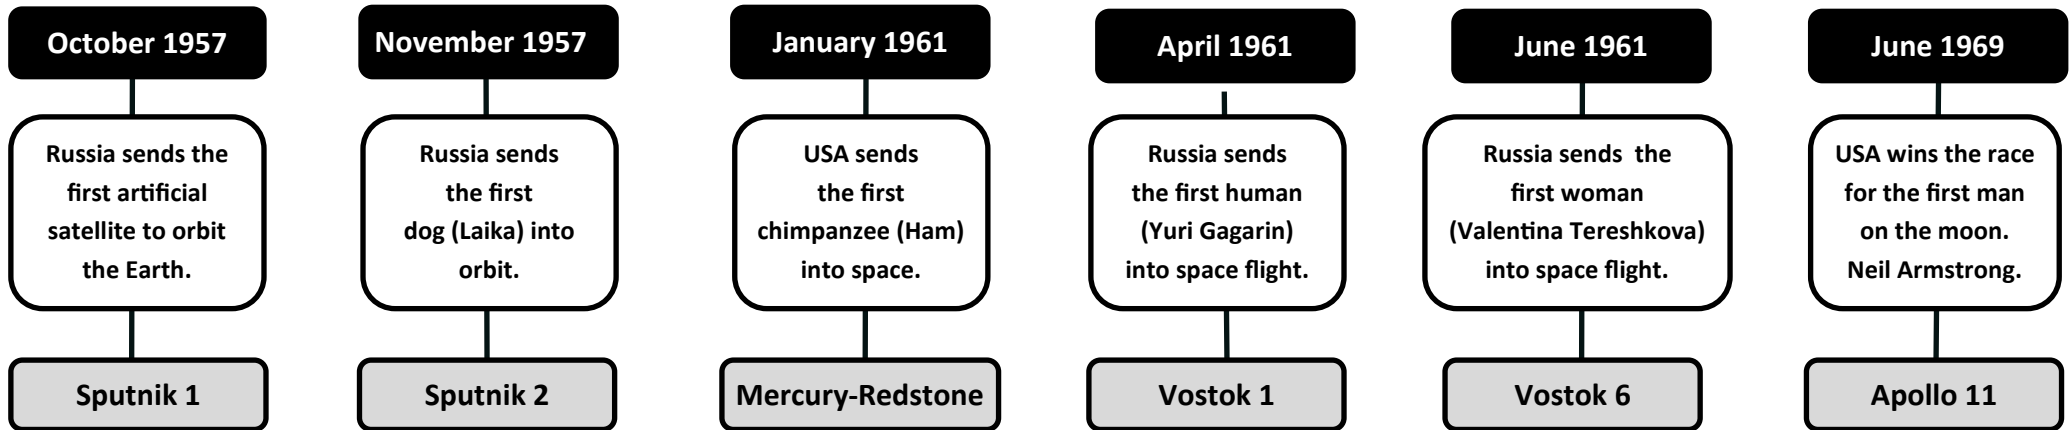 October 1957
Russia sends the
first artificial
satellite to orbit
the Earth.
Sputnik 1
November 1957
Russia sends
the first
dog (Laika) into
orbit.
Sputnik 2
January 1961
USA sends
the first
chimpanzee (Ham)
into space.
Mercury-Redstone
April 1961
Russia sends
the first human
(Yuri Gagarin)
into space flight.
Vostok 1
June 1961
Russia sends the
first woman
(Valentina Tereshkova)
into space flight.
Vostok 6
June 1969
USA wins the race
for the first man
on the moon.
Neil Armstrong.
Apollo 11